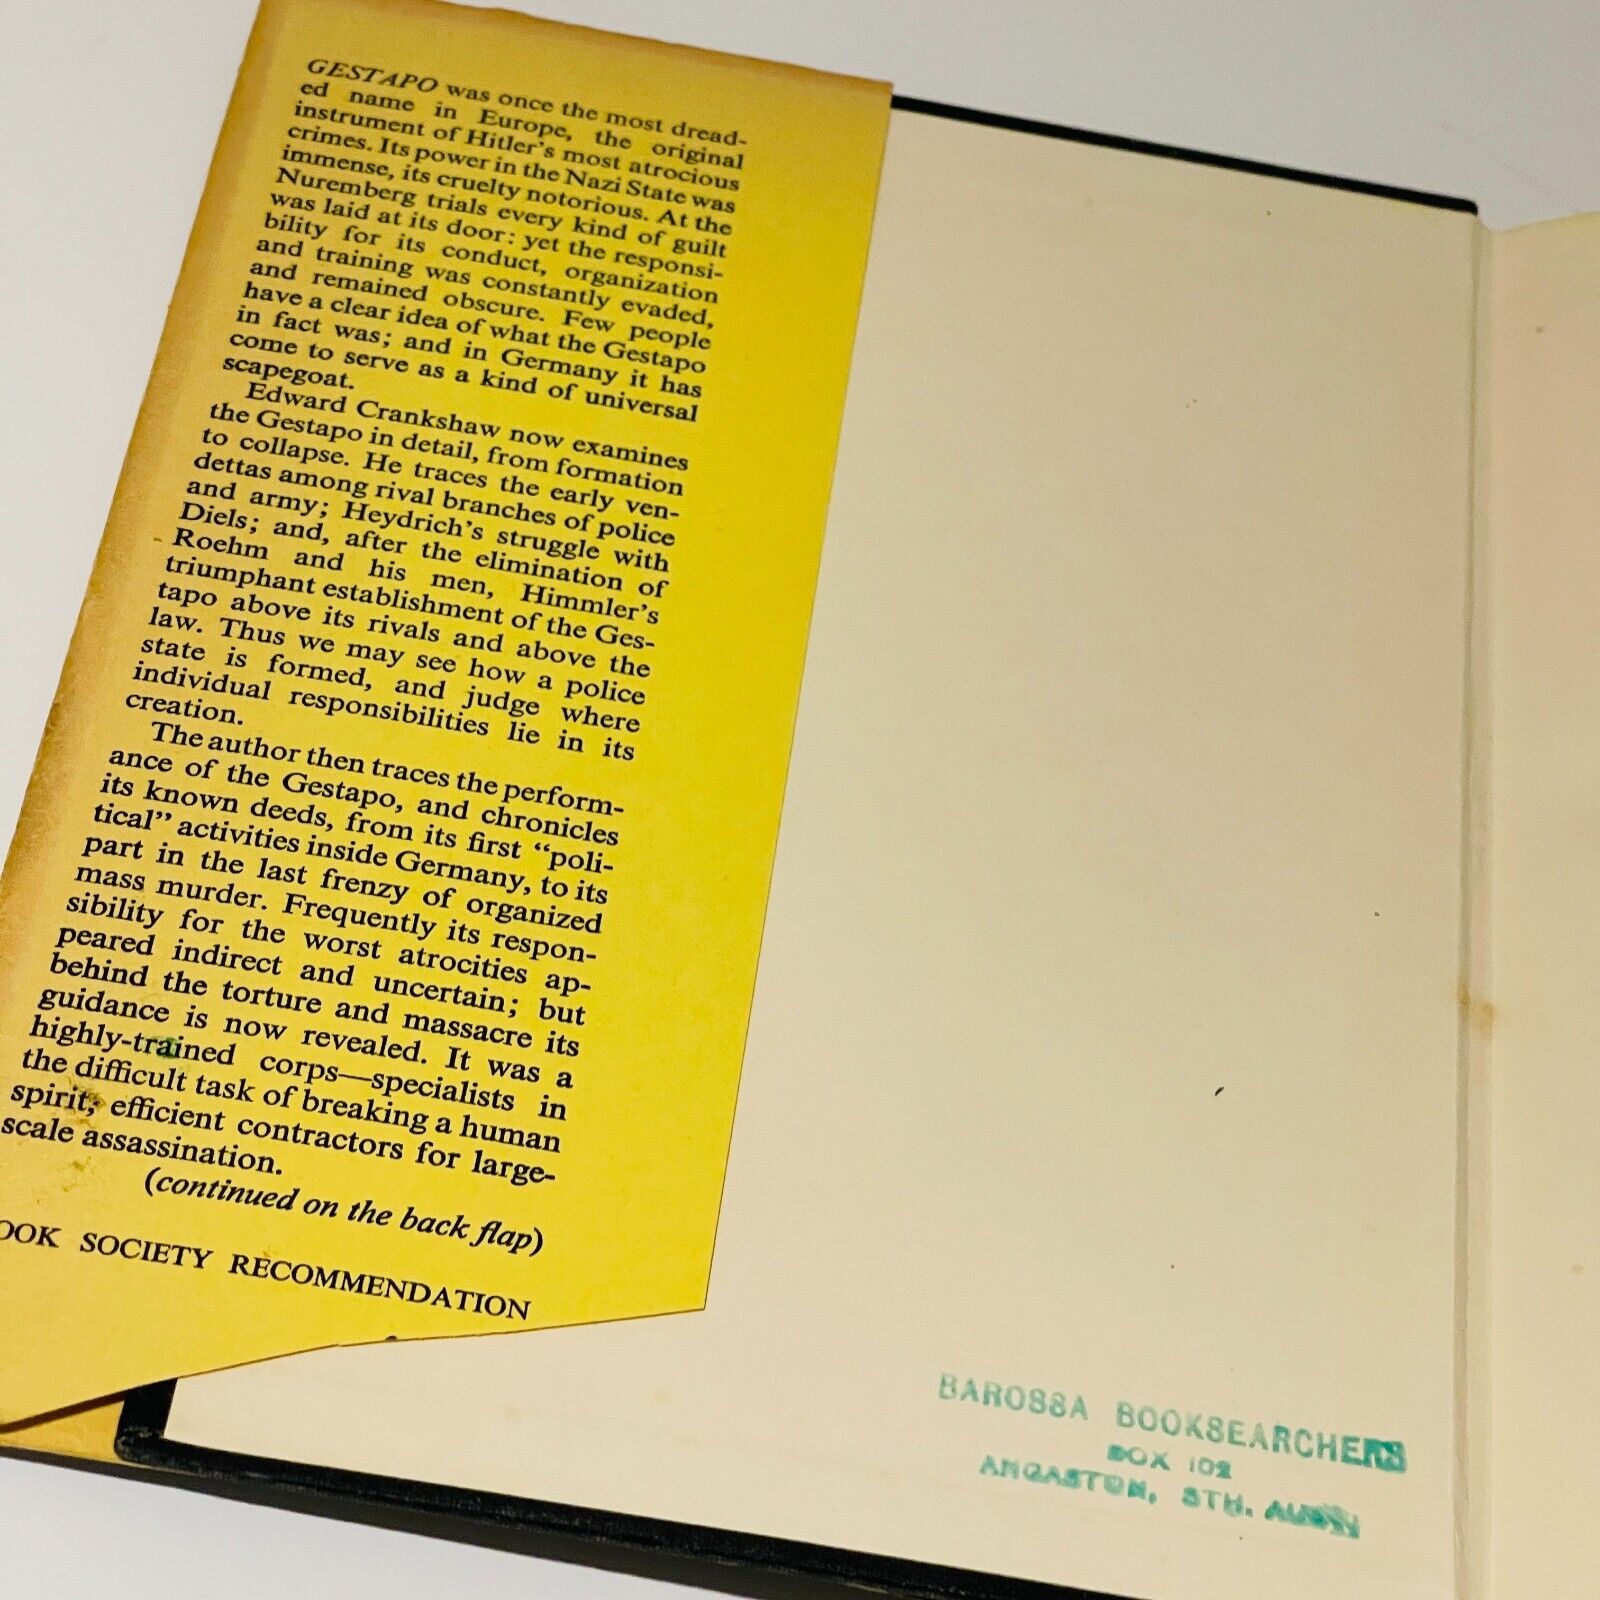 GESTAPO was once the most dread-
ed name in Europe, the original
instrument of Hitler's most atrocious
crimes. Its power in the Nazi State was
immense, its cruelty notorious. At the
Nuremberg trials every kind of guilt
was laid at its door: yet the responsi-
bility for its conduct, organization
and training was constantly evaded,
and remained obscure. Few people
have a clear idea of what the Gestapo
in fact was; and in Germany it has
come to serve as a kind of universal
scapegoat.
Edward Crankshaw now examines
the Gestapo in detail, from formation
to collapse. He traces the early ven-
dettas among rival branches of police
and army; Heydrich's struggle with
Diels; and, after the elimination of
Roehm and his men, Himmler's
triumphant establishment of the Ges-
tapo above its rivals and above the
law. Thus we may see how a police
state is formed, and judge where
individual responsibilities lie in its
creation.
The author then traces the perform-
ance of the Gestapo, and chronicles
its known deeds, from its first "poli-
tical" activities inside Germany, to its
part in the last frenzy of organized
mass murder. Frequently its respon-
sibility for the worst atrocities ap-
peared indirect and uncertain; but
behind the torture and massacre its
guidance is now revealed. It was a
highly-trained corps—specialists in
the difficult task of breaking a human
spirit; efficient contractors for large-
scale assassination.
(continued on the back flap)
OOK SOCIETY RECOMMENDATION
BAROSSA BOOKSEARCHERS
BOX 102
ANGASTON, STH.